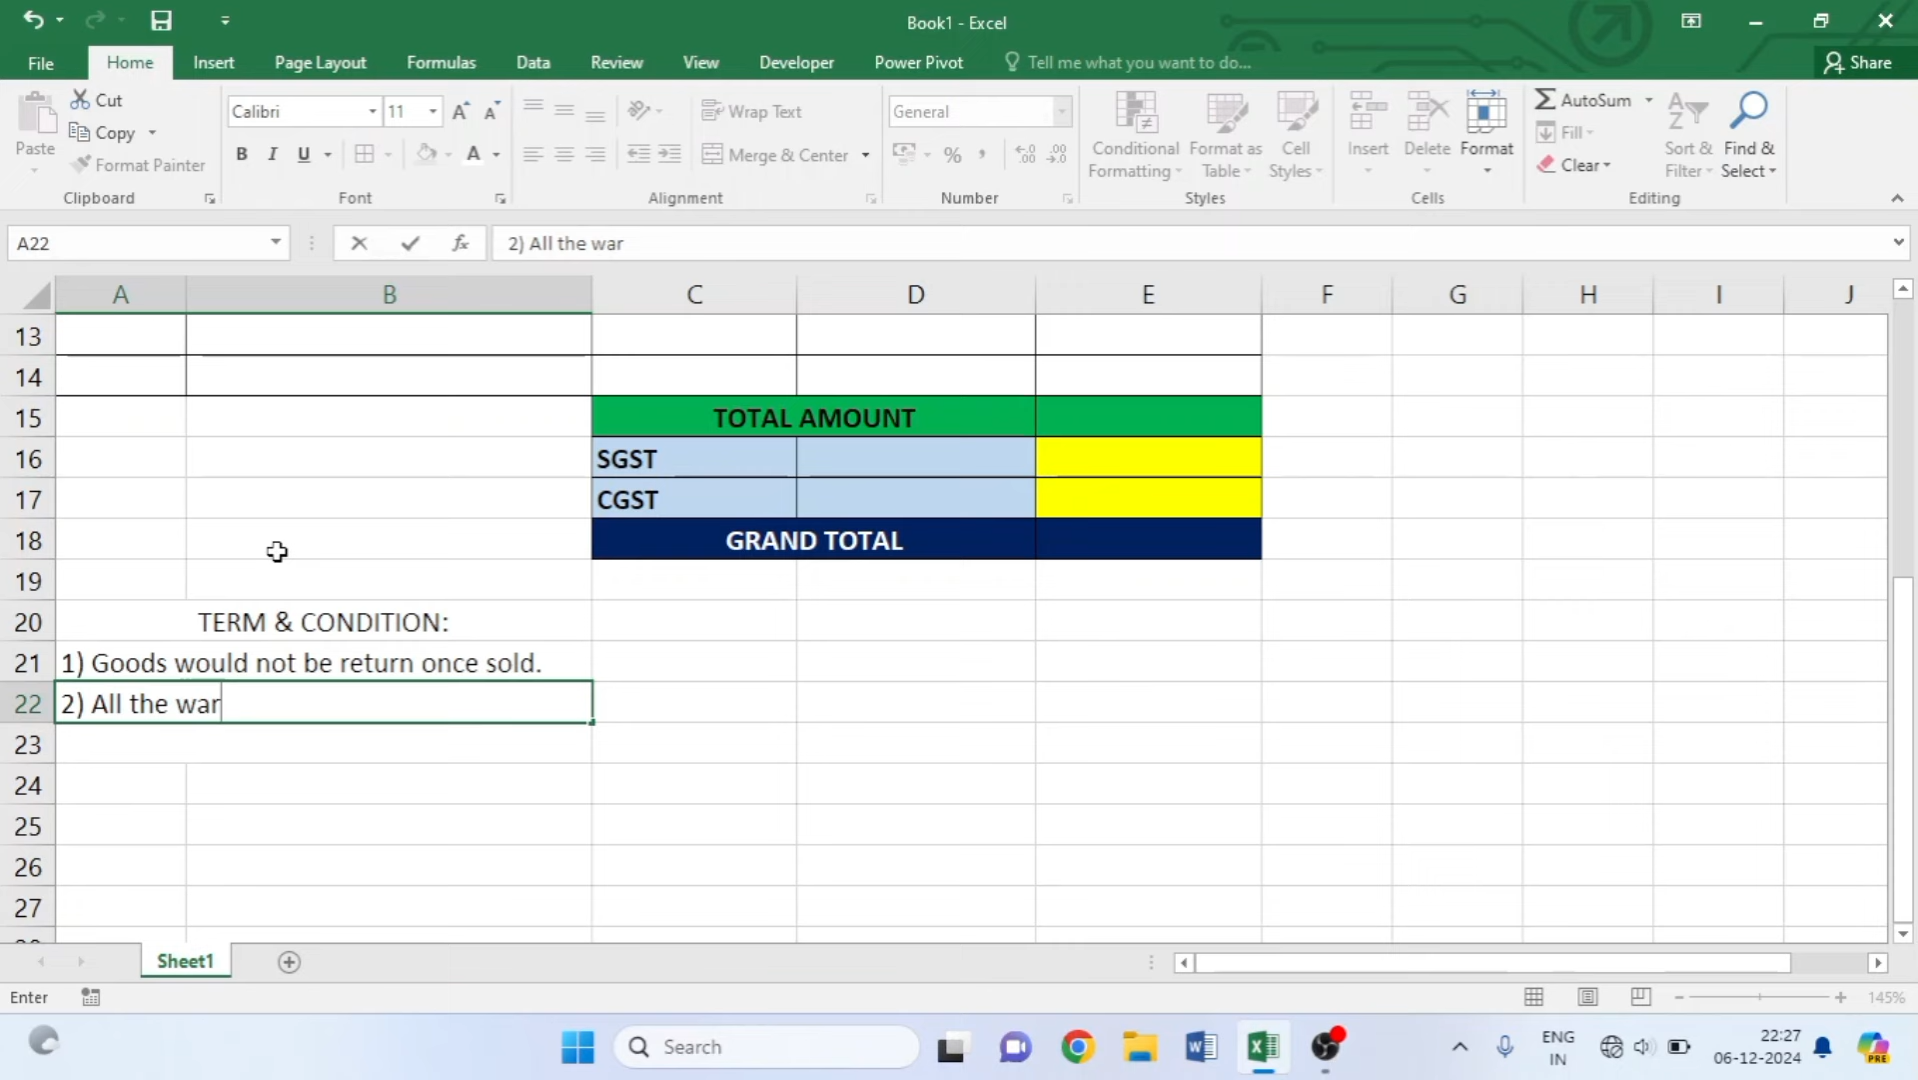 Book1 - Excel
File Home Insert Page Layout Formulas Data Review View Developer Power Pivot Tell me what you want to do... Share
Paste
Cut
Copy
Format Painter
Clipboard
Calibri 11
B I U
Font
Wrap Text
Merge & Center
Alignment
General
Number
Conditional Formatting
Format as Table
Cell Styles
Styles
Insert Delete Format
Cells
AutoSum
Fill
Clear
Sort & Filter
Find & Select
Editing
A22 fx 2) All the war
A B C D E F G H I J
13
14
15 TOTAL AMOUNT
16 SGST
17 CGST
18 GRAND TOTAL
19
20 TERM & CONDITION:
21 1) Goods would not be return once sold.
22 2) All the war
23
24
25
26
27
Sheet1
Enter 145%
Search
ENG
IN
22:27
06-12-2024
PRE